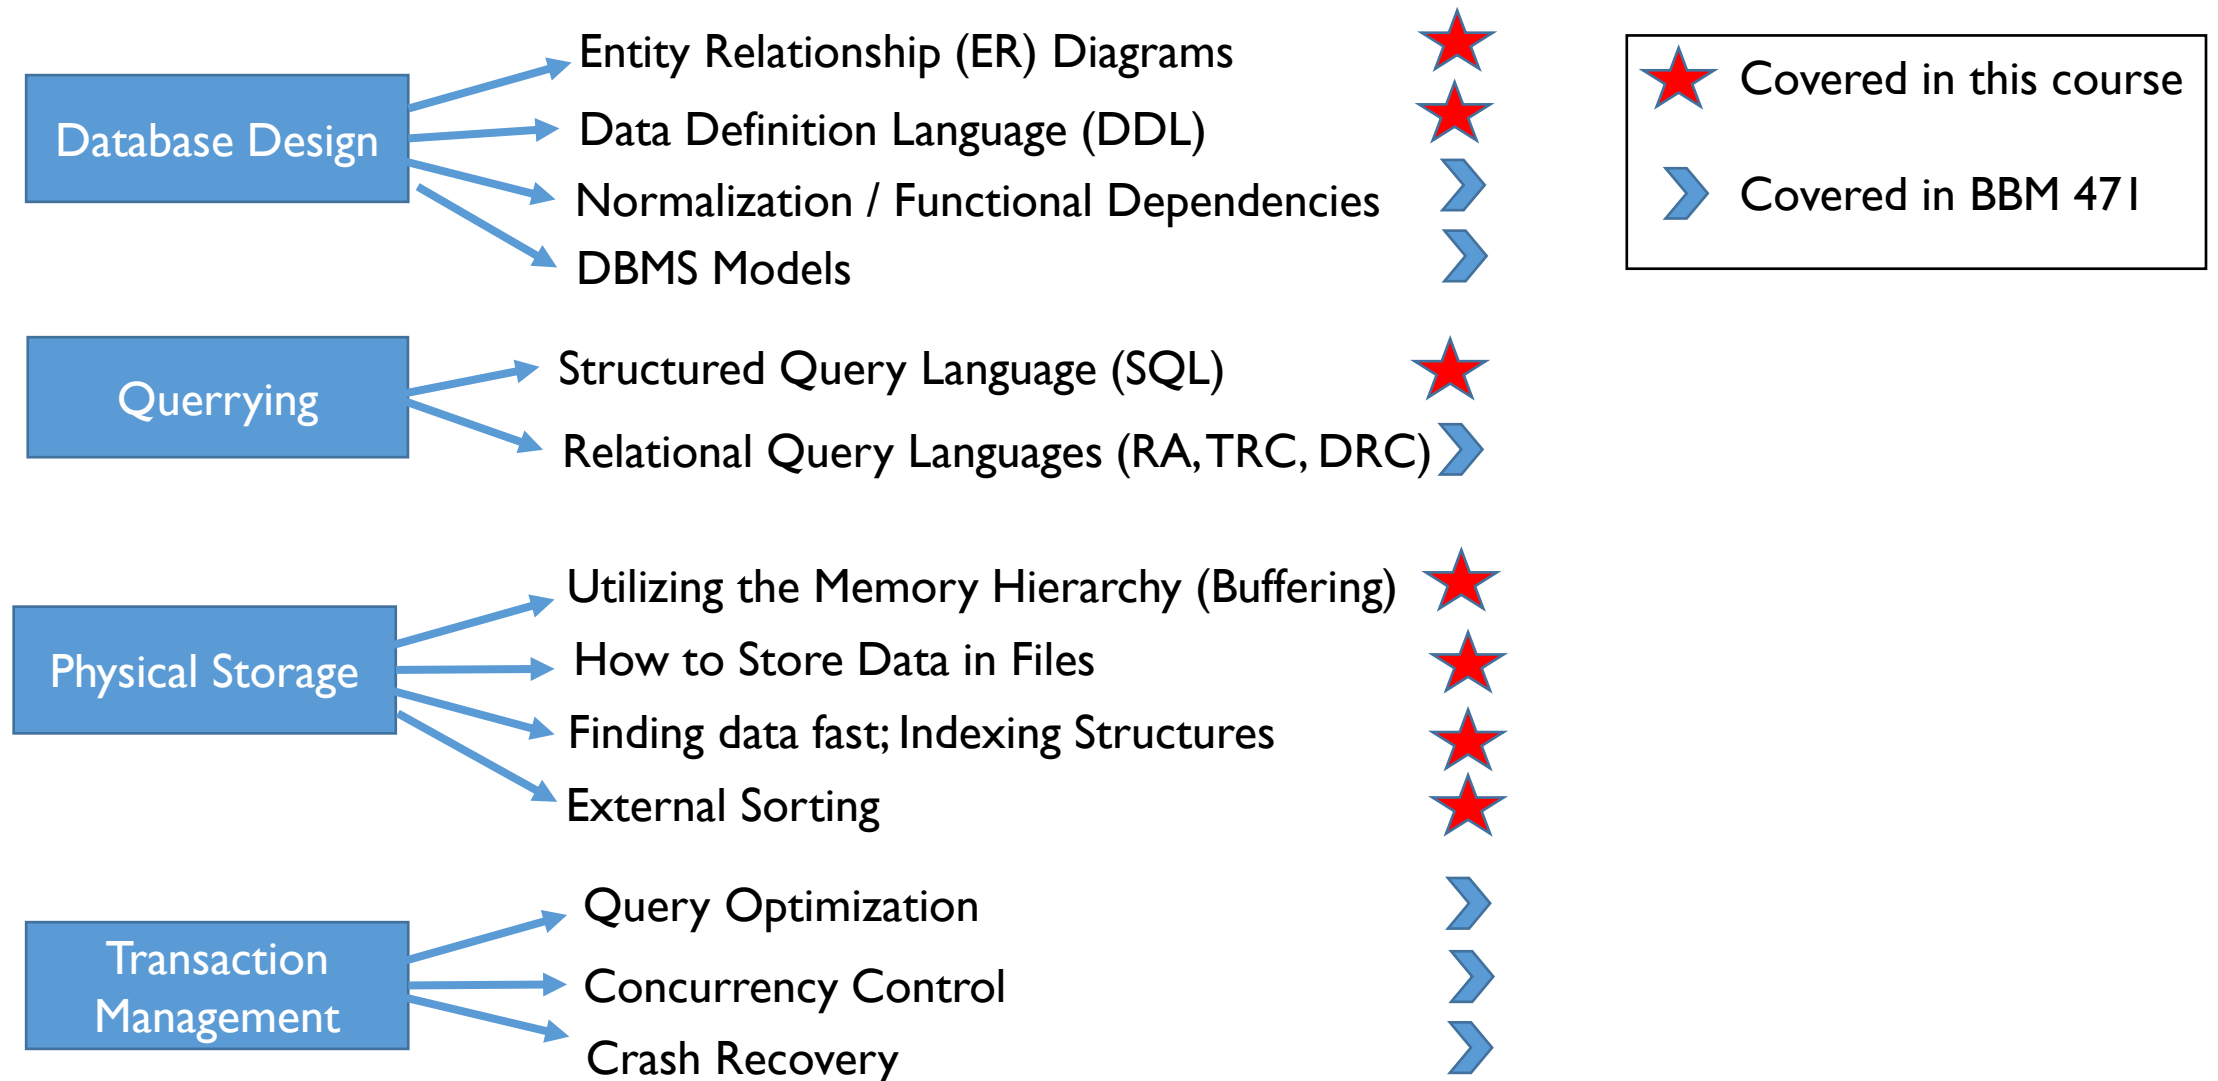 Database Design
Entity Relationship (ER) Diagrams
Data Definition Language (DDL)
Normalization / Functional Dependencies
DBMS Models
Covered in this course
Covered in BBM 471
Querrying
Structured Query Language (SQL)
Relational Query Languages (RA, TRC, DRC)
Physical Storage
Utilizing the Memory Hierarchy (Buffering)
How to Store Data in Files
Finding data fast; Indexing Structures
External Sorting
Transaction
Management
Query Optimization
Concurrency Control
Crash Recovery